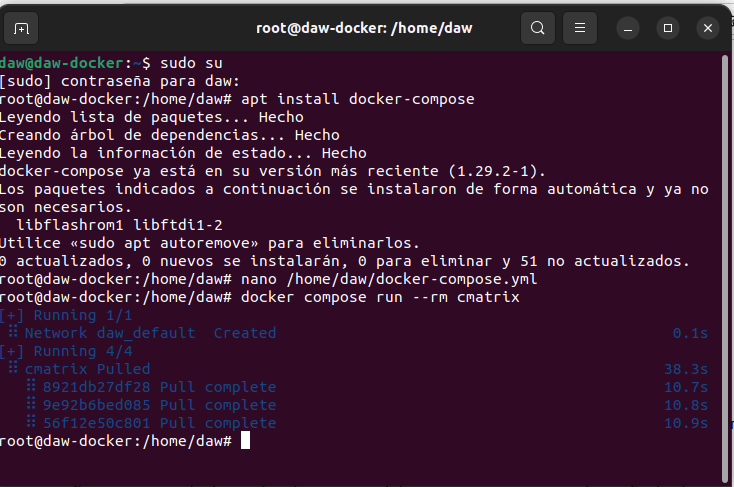 root@daw-docker: /home/daw
daw@daw-docker:~$ sudo su
[sudo] contraseña para daw:
root@daw-docker:/home/daw# apt install docker-compose
Leyendo lista de paquetes... Hecho
Creando árbol de dependencias... Hecho
Leyendo la información de estado... Hecho
docker-compose ya está en su versión más reciente (1.29.2-1).
Los paquetes indicados a continuación se instalaron de forma automática y ya no
son necesarios.
  libflashrom1 libftdi1-2
Utilice «sudo apt autoremove» para eliminarlos.
0 actualizados, 0 nuevos se instalarán, 0 para eliminar y 51 no actualizados.
root@daw-docker:/home/daw# nano /home/daw/docker-compose.yml
root@daw-docker:/home/daw# docker compose run --rm cmatrix
[+] Running 1/1
 ⠿ Network daw_default  Created 0.1s
[+] Running 4/4
 ⠿ cmatrix Pulled 38.3s
   ⠿ 8921db27df28 Pull complete 10.7s
   ⠿ 9e92b6bed085 Pull complete 10.8s
   ⠿ 56f12e50c801 Pull complete 10.9s
root@daw-docker:/home/daw#